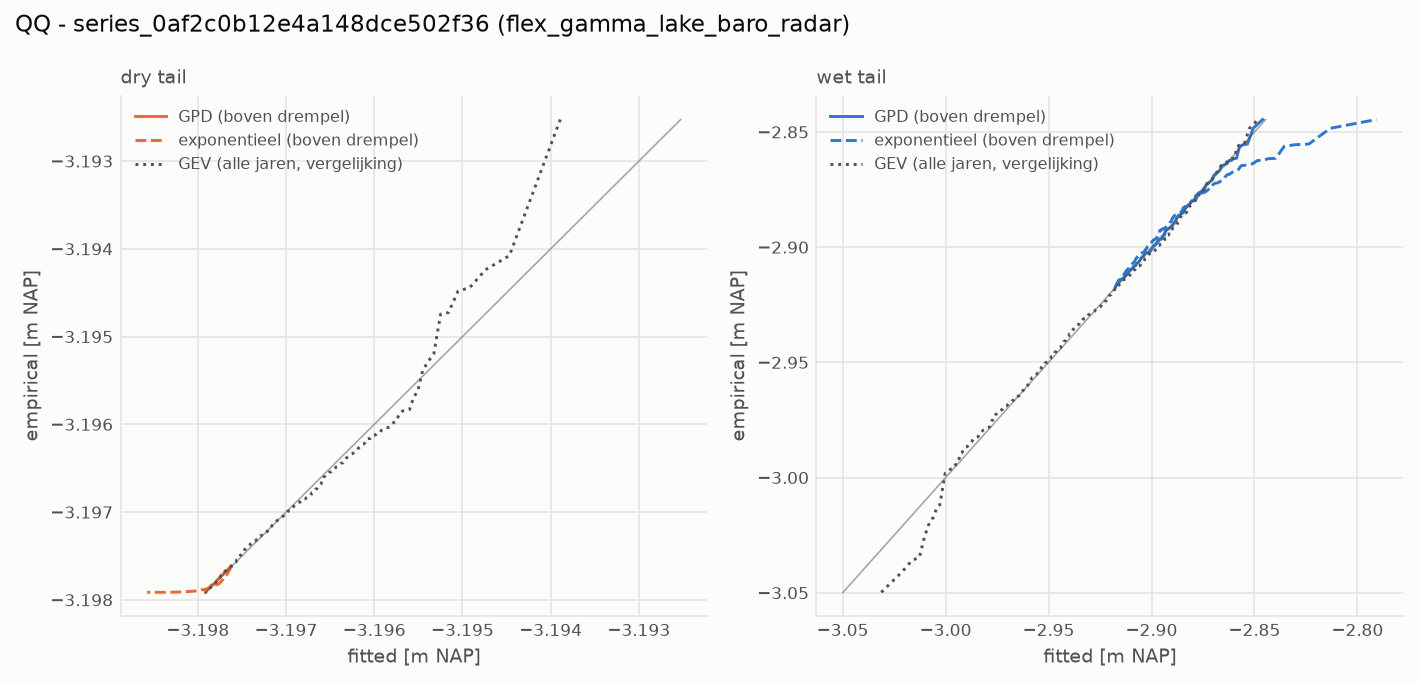 QQ - series_0af2c0b12e4a148dce502f36 (flex_gamma_lake_baro_radar)
dry tail
GPD (boven drempel)
exponentieel (boven drempel)
GEV (alle jaren, vergelijking)
empirical [m NAP]
−3.193
−3.194
−3.195
−3.196
−3.197
−3.198
−3.198 −3.197 −3.196 −3.195 −3.194 −3.193
fitted [m NAP]
wet tail
GPD (boven drempel)
exponentieel (boven drempel)
GEV (alle jaren, vergelijking)
empirical [m NAP]
−2.85
−2.90
−2.95
−3.00
−3.05
−3.05 −3.00 −2.95 −2.90 −2.85 −2.80
fitted [m NAP]